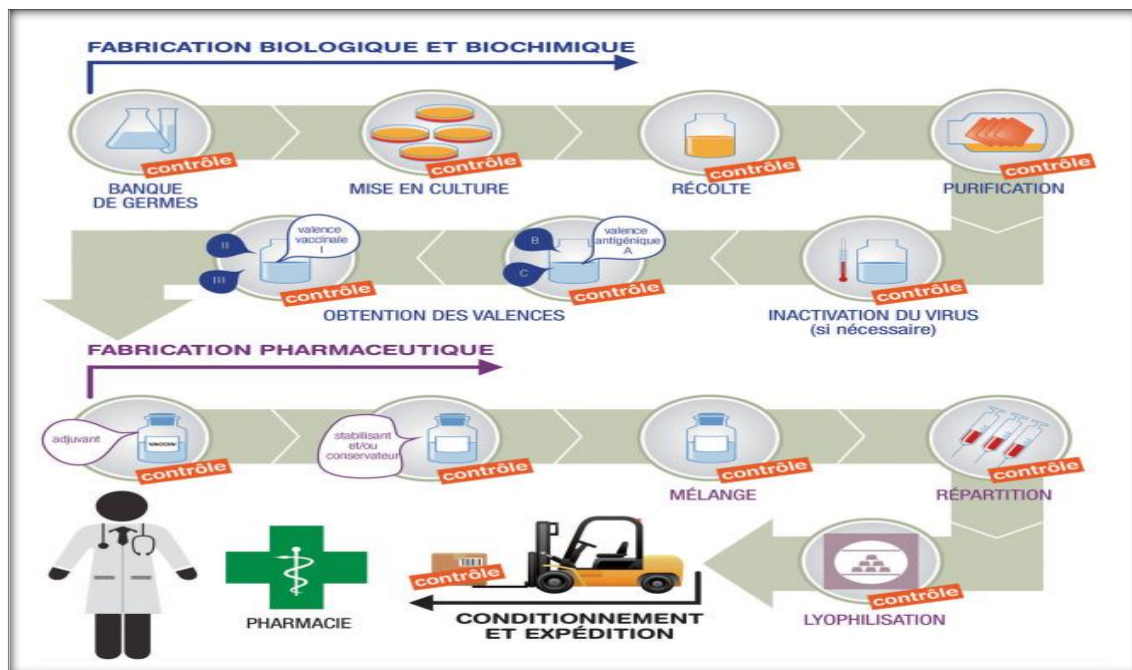 FABRICATION BIOLOGIQUE ET BIOCHIMIQUE
contrôle
contrôle
contrôle
contrôle
BANQUE
DE GERMES
MISE EN CULTURE
RÉCOLTE
PURIFICATION
II
III
valence
vaccinale
I
contrôle
B
C
valence
antigénique
A
contrôle
contrôle
OBTENTION DES VALENCES
INACTIVATION DU VIRUS
(si nécessaire)
FABRICATION PHARMACEUTIQUE
adjuvant
VACCIN
contrôle
stabilisant
et/ou
conservateur
contrôle
contrôle
contrôle
MÉLANGE
RÉPARTITION
contrôle
contrôle
PHARMACIE
CONDITIONNEMENT
ET EXPÉDITION
LYOPHILISATION